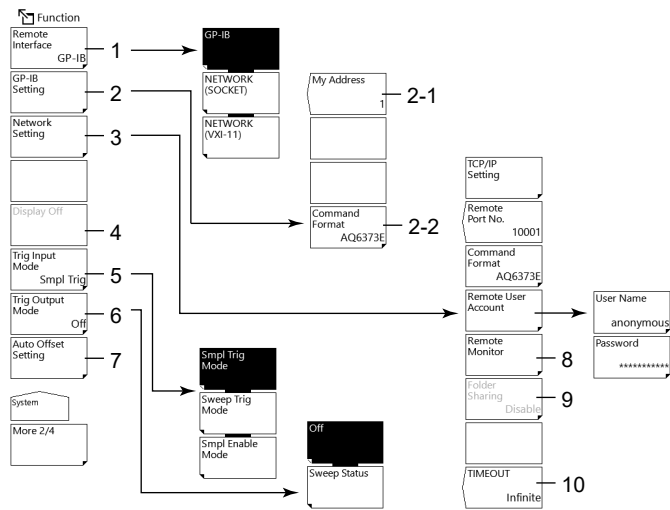 Function
Remote
Interface
GP-IB
1
GP-IB
Setting
2
Network
Setting
3
Display Off
4
Trig Input
Mode
Smpl Trig
5
Trig Output
Mode
Off
6
Auto Offset
Setting
7
System
More 2/4
GP-IB
NETWORK
(SOCKET)
NETWORK
(VXI-11)
My Address
1
2-1
Command
Format
AQ6373E
2-2
Smpl Trig
Mode
Sweep Trig
Mode
Smpl Enable
Mode
Off
Sweep Status
TCP/IP
Setting
Remote
Port No.
10001
Command
Format
AQ6373E
Remote User
Account
Remote
Monitor
8
Folder
Sharing
Disable
9
TIMEOUT
Infinite
10
User Name
anonymous
Password
***********